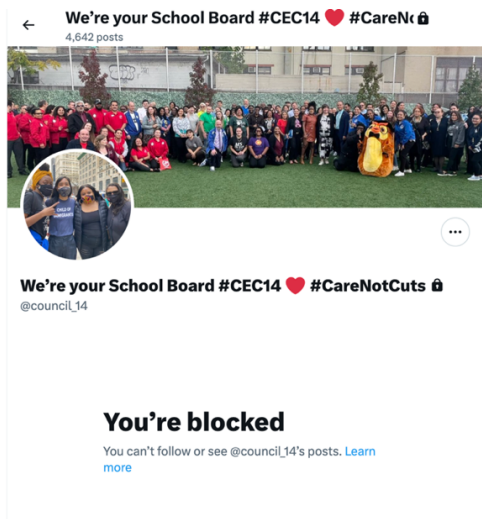 We're your School Board #CEC14 ❤️ #CareNo
4,642 posts
We're your School Board #CEC14 ❤️ #CareNotCuts
@council_14
You're blocked
You can't follow or see @council_14's posts. Learn
more